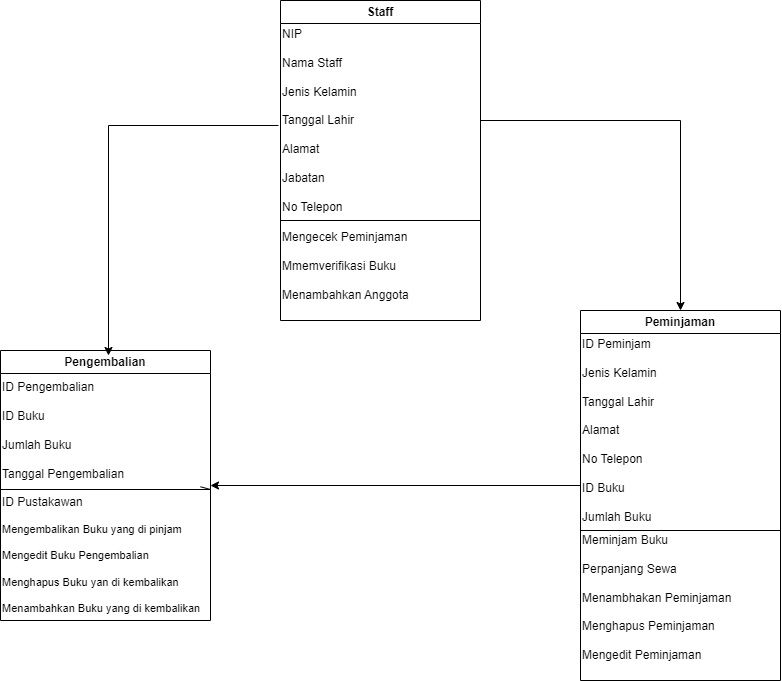 Staff
NIP
Nama Staff
Jenis Kelamin
Tanggal Lahir
Alamat
Jabatan
No Telepon
Mengecek Peminjaman
Mmemverifikasi Buku
Menambahkan Anggota
Pengembalian
ID Pengembalian
ID Buku
Jumlah Buku
Tanggal Pengembalian
ID Pustakawan
Mengembalikan Buku yang di pinjam
Mengedit Buku Pengembalian
Menghapus Buku yan di kembalikan
Menambahkan Buku yang di kembalikan
Peminjaman
ID Peminjam
Jenis Kelamin
Tanggal Lahir
Alamat
No Telepon
ID Buku
Jumlah Buku
Meminjam Buku
Perpanjang Sewa
Menambhakan Peminjaman
Menghapus Peminjaman
Mengedit Peminjaman